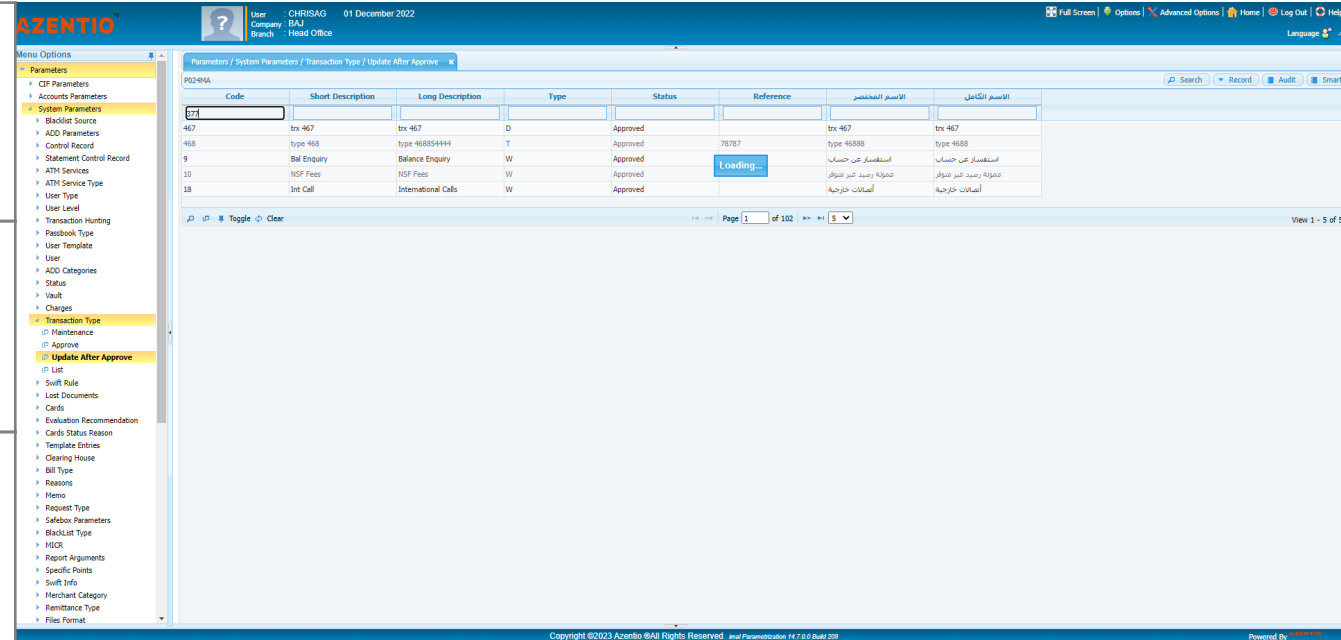 AZENTIO™
User : CHRISAG 01 December 2022
Company : BAJ
Branch : Head Office
Full Screen | Options | Advanced Options | Home | Log Out | Help
Language
Menu Options
Parameters
CIF Parameters
Accounts Parameters
System Parameters
Blacklist Source
ADD Parameters
Control Record
Statement Control Record
ATM Services
ATM Service Type
User Type
User Level
Transaction Hunting
Passbook Type
User Template
User
ADD Categories
Status
Vault
Charges
Transaction Type
Maintenance
Approve
Update After Approve
List
Swift Rule
Lost Documents
Cards
Evaluation Recommendation
Cards Status Reason
Template Entries
Clearing House
Bill Type
Reasons
Memo
Request Type
Safebox Parameters
BlackList Type
MICR
Report Arguments
Specific Points
Swift Info
Merchant Category
Remittance Type
Files Format
Parameters / System Parameters / Transaction Type / Update After Approve x
P024MA Search Record Audit Smart
Code Short Description Long Description Type Status Reference الاسم المختصر الاسم الكامل
377
467 trx 467 trx 467 D Approved trx 467 trx 467
468 type 468 type 468854444 T Approved 78787 type 46888 type 4688
9 Bal Enquiry Balance Enquiry W Approved استفسار عن حساب استفسار عن حساب
10 NSF Fees NSF Fees W Approved عمولة رصيد غير متوفر عمولة رصيد غير متوفر
18 Int Call International Calls W Approved أتصالات خارجية أتصالات خارجية
Loading...
Toggle Clear Page 1 of 102 5 View 1 - 5 of 5
Copyright ©2023 Azentio ®All Rights Reserved imal Parametrization 14.7.0.0 Build 209
Powered By AZENTIO